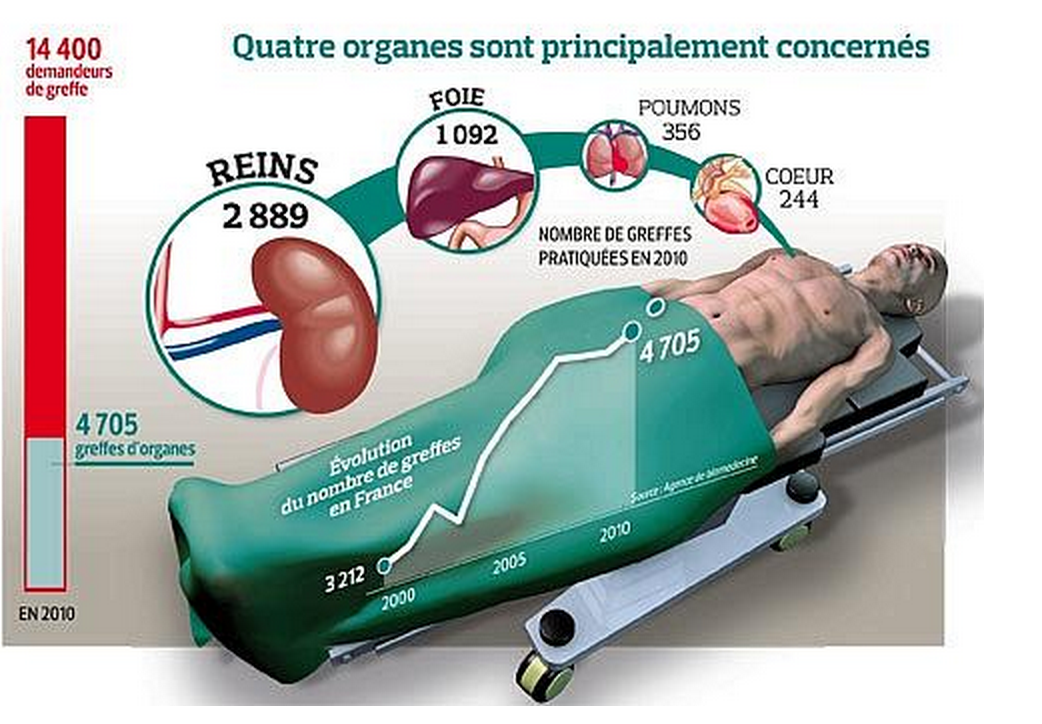 Quatre organes sont principalement concernés
14 400
demandeurs
de greffe
REINS
2 889
FOIE
1 092
POUMONS
356
COEUR
244
NOMBRE DE GREFFES
PRATIQUÉES EN 2010
4 705
greffes d'organes
EN 2010
Évolution
du nombre de greffes
en France
3 212
4 705
2000
2005
2010
Source : Agence de biomedecine